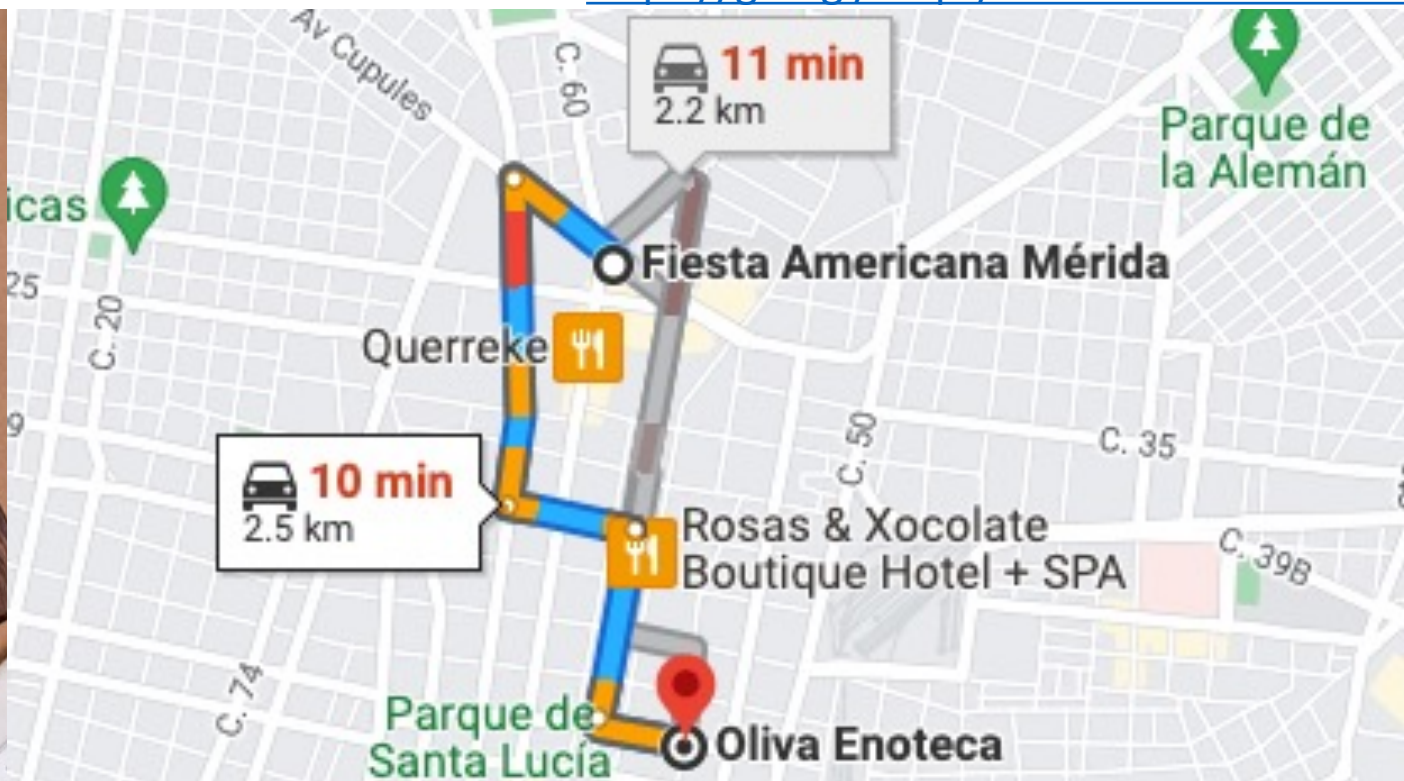 Av Cupules
C. 60
11 min
2.2 km
Parque de
la Alemán
icas
Fiesta Americana Mérida
25
C. 20
Querreke
9
C. 50
C. 35
10 min
2.5 km
Rosas & Xocolate
Boutique Hotel + SPA
C. 39B
C. 74
Parque de
Santa Lucía
Oliva Enoteca